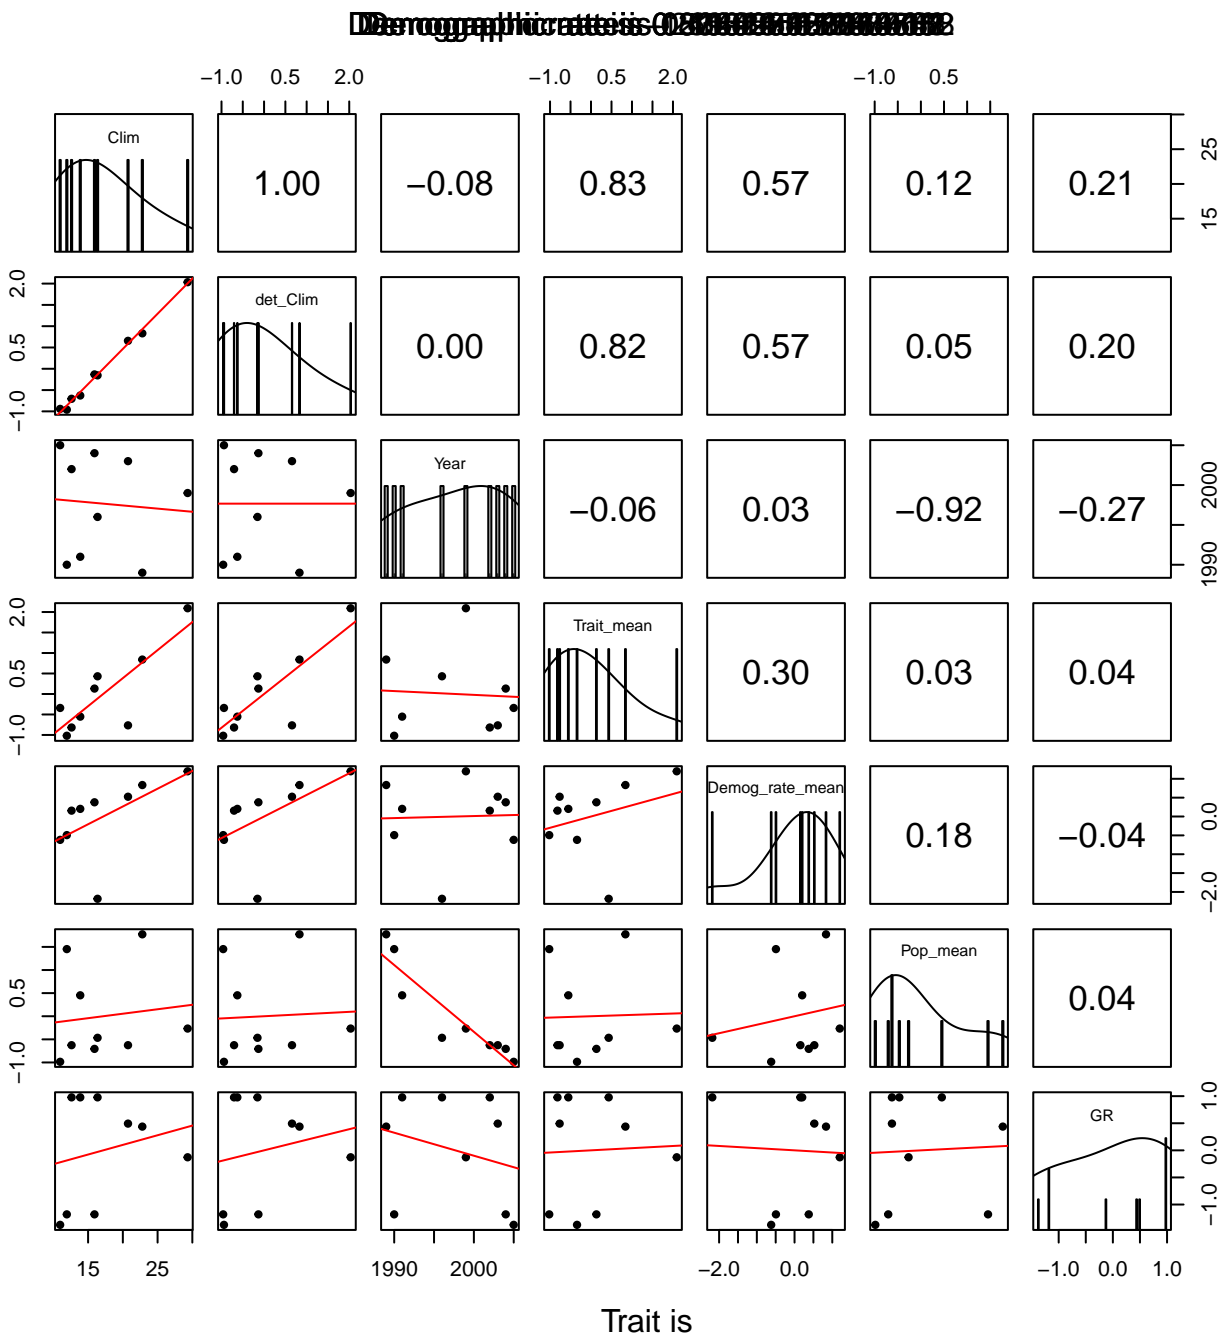 −1.0 0.5 2.0 −1.0 0.5 2.0 −1.0 0.5
Clim
1.00 −0.08 0.83 0.57 0.12 0.21
15 25
−1.0 0.5 2.0
det_Clim
0.00 0.82 0.57 0.05 0.20
Year
−0.06 0.03 −0.92 −0.27
1990 2000
−1.0 0.5 2.0
Trait_mean
0.30 0.03 0.04
Demog_rate_mean
0.18 −0.04
−2.0 0.0
−1.0 0.5
Pop_mean
0.04
GR
−1.0 0.0 1.0
15 25 1990 2000 −2.0 0.0 −1.0 0.0 1.0
Trait is